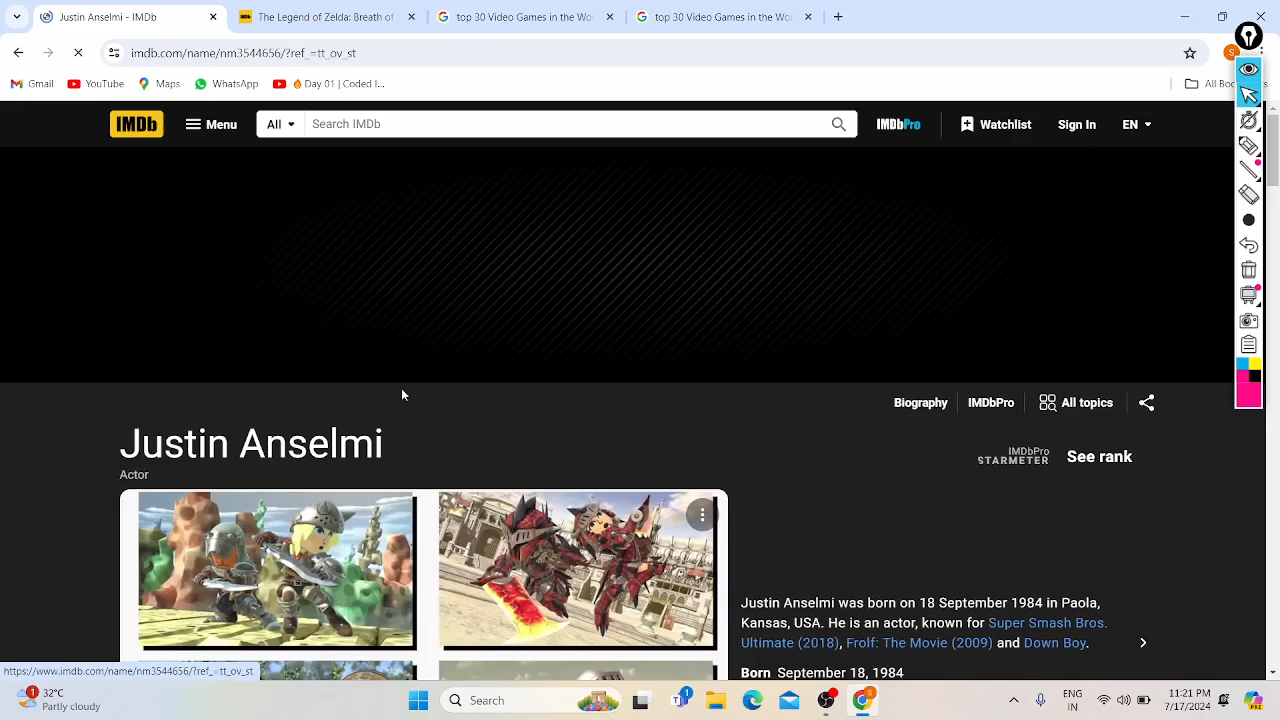 Justin Anselmi - IMDb
The Legend of Zelda: Breath of
top 30 Video Games in the Wor
top 30 Video Games in the Wor
imdb.com/name/nm3544656/?ref_=tt_ov_st
Gmail
YouTube
Maps
WhatsApp
Day 01 | Coded I...
All Bo
IMDb
Menu
All
Search IMDb
IMDbPro
Watchlist
Sign In
EN
Biography
IMDbPro
All topics
Justin Anselmi
Actor
IMDbPro
STARMETER
See rank
Justin Anselmi was born on 18 September 1984 in Paola,
Kansas, USA. He is an actor, known for Super Smash Bros.
Ultimate (2018), Frolf: The Movie (2009) and Down Boy.
Born September 18, 1984
https://www.imdb.com/name/nm3544656/?ref_=tt_ov_st
1
32°C
Partly cloudy
Search
1
ENG
IN
11:21 PM
7/17/2024